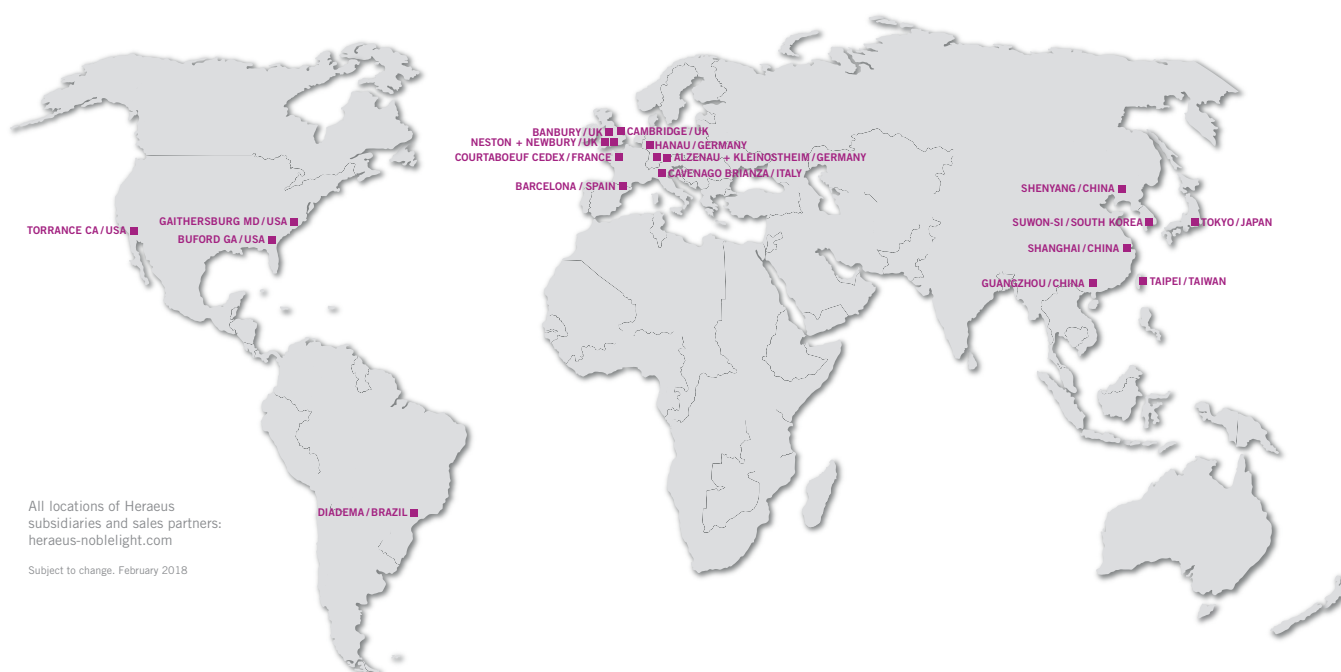 BANBURY / UK
CAMBRIDGE / UK
NESTON + NEWBURY / UK
HANAU / GERMANY
COURTABOEUF CEDEX / FRANCE
ALZENAU + KLEINOSTHEIM / GERMANY
CAVENAGO BRIANZA / ITALY
BARCELONA / SPAIN
SHENYANG / CHINA
GAITHERSBURG MD / USA
SUWON-SI / SOUTH KOREA
TOKYO / JAPAN
TORRANCE CA / USA
BUFORD GA / USA
SHANGHAI / CHINA
GUANGZHOU / CHINA
TAIPEI / TAIWAN
DIADEMA / BRAZIL
All locations of Heraeus
subsidiaries and sales partners:
heraeus-noblelight.com
Subject to change. February 2018